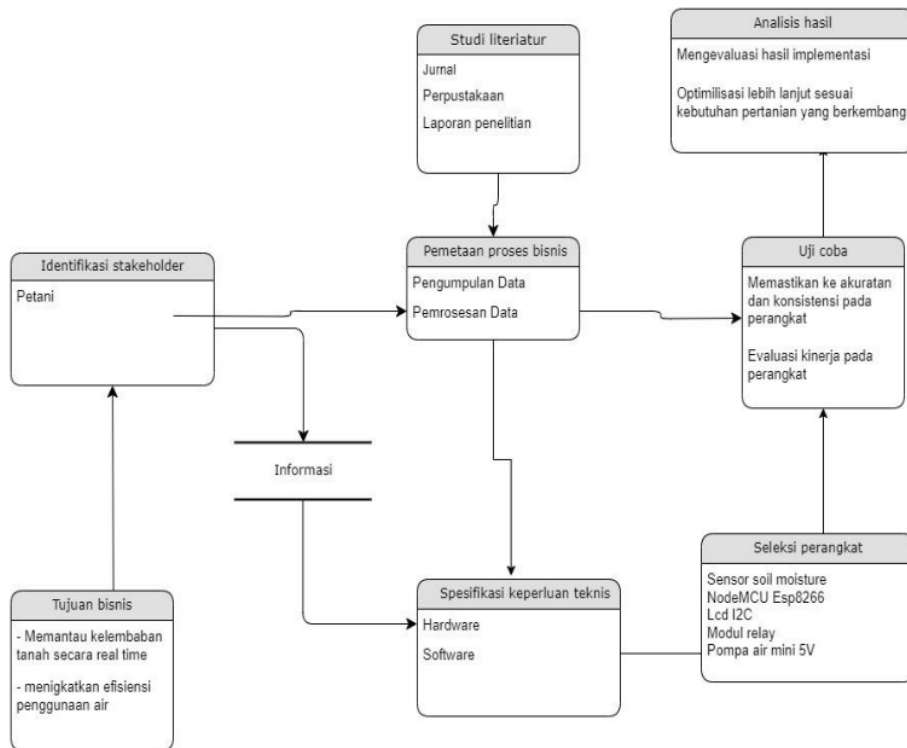 Studi literiatur
Jurnal
Perpustakaan
Laporan penelitian
Analisis hasil
Mengevaluasi hasil implementasi
Optimilisasi lebih lanjut sesuai
kebutuhan pertanian yang berkembang
Identifikasi stakeholder
Petani
Pemetaan proses bisnis
Pengumpulan Data
Pemrosesan Data
Uji coba
Memastikan ke akuratan
dan konsistensi pada
perangkat
Evaluasi kinerja pada
perangkat
Informasi
Tujuan bisnis
- Memantau kelembaban
tanah secara real time
- menigkatkan efisiensi
penggunaan air
Spesifikasi keperluan teknis
Hardware
Software
Seleksi perangkat
Sensor soil moisture
NodeMCU Esp8266
Lcd I2C
Modul relay
Pompa air mini 5V